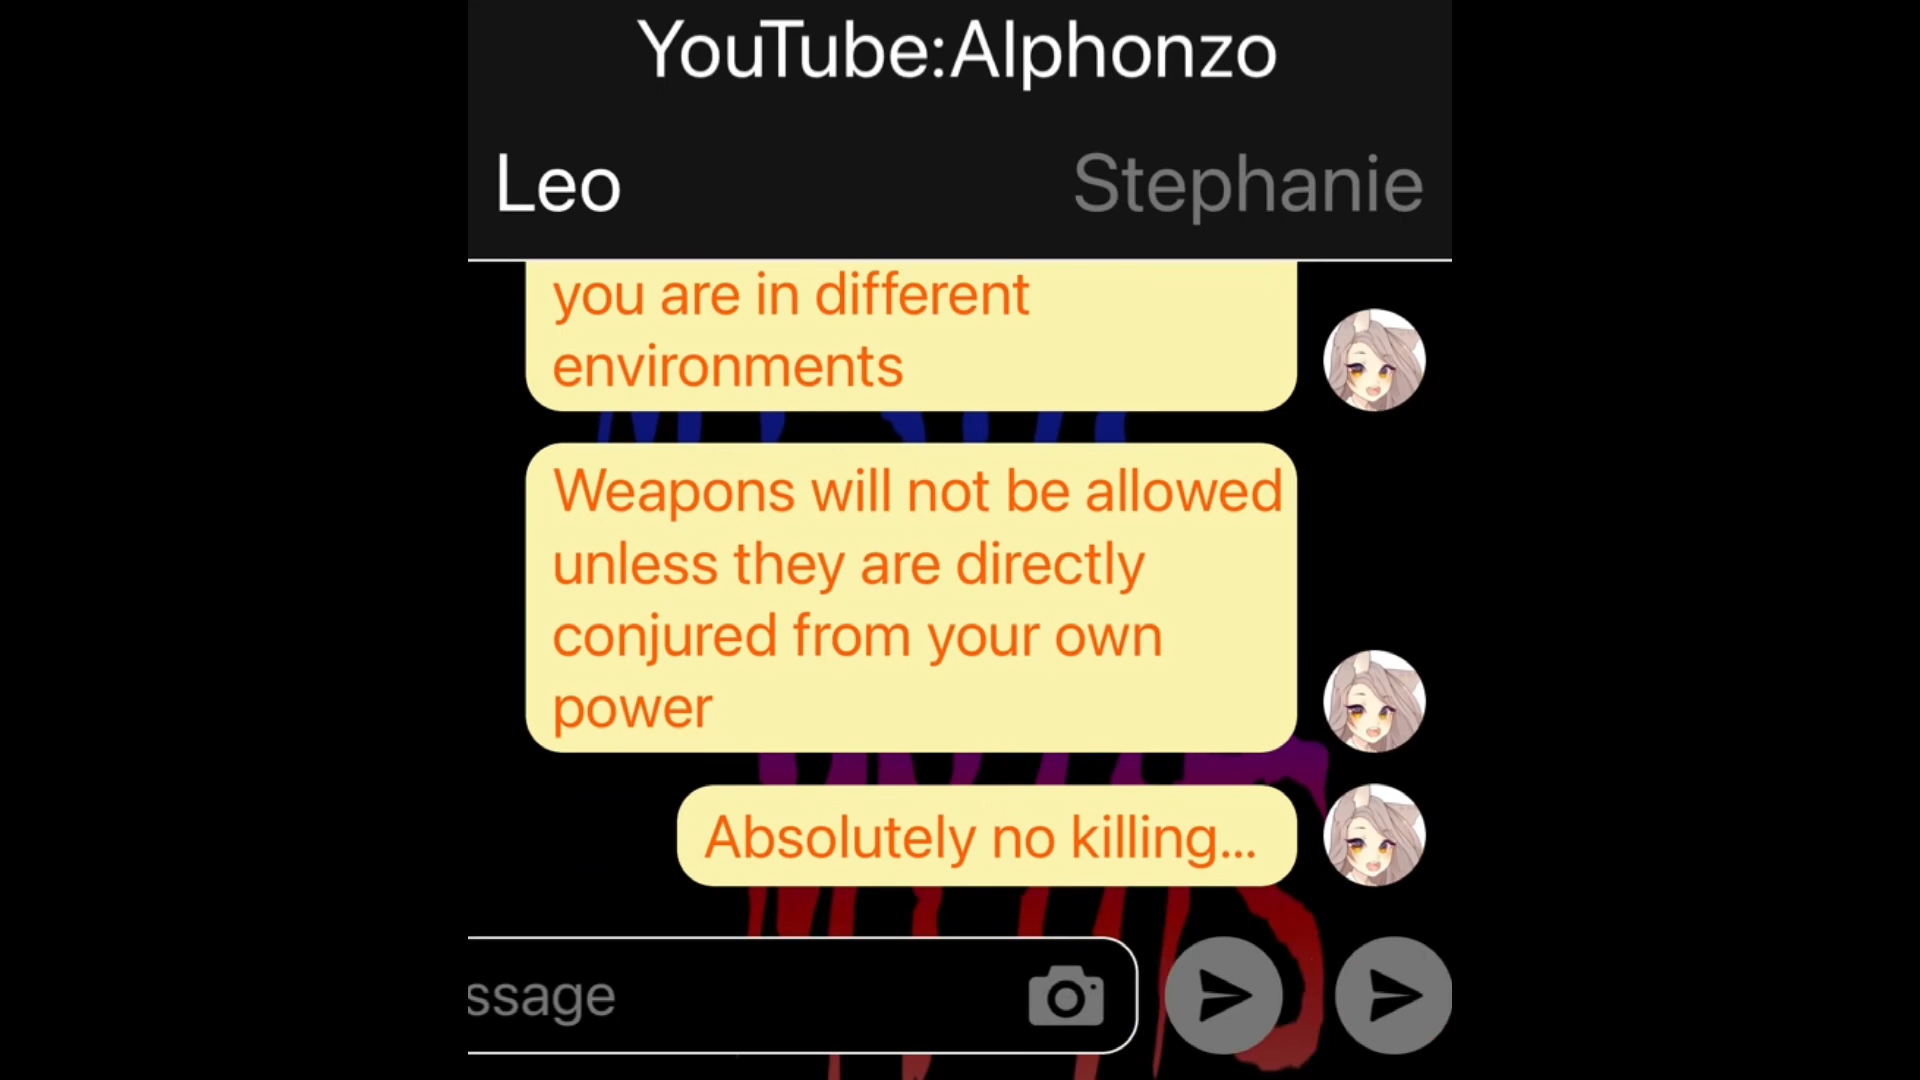 YouTube:Alphonzo
Leo
Stephanie
you are in different
environments
Weapons will not be allowed
unless they are directly
conjured from your own
power
Absolutely no killing...
ssage